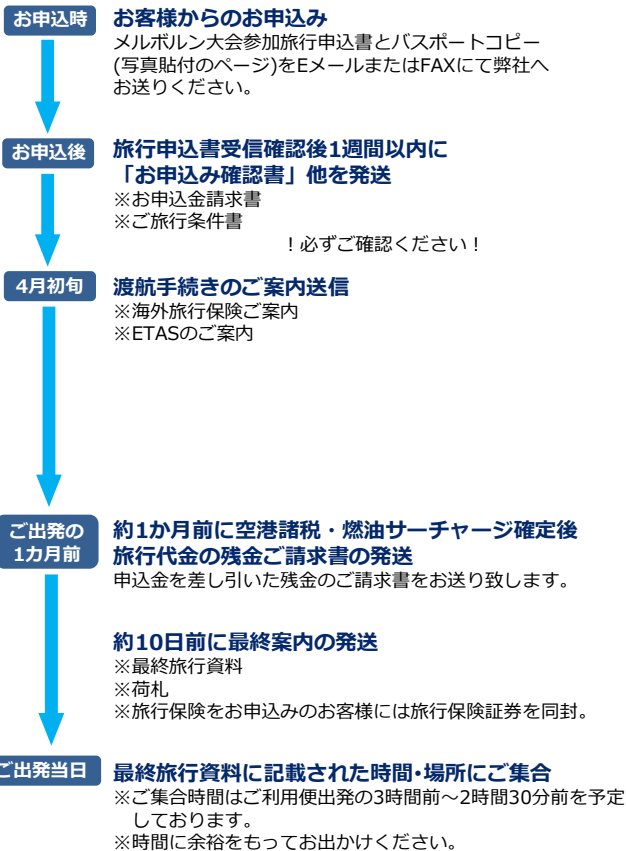 お申込時
お客様からのお申込み
メルボルン大会参加旅行申込書とパスポートコピー
(写真貼付のページ)をEメールまたはFAXにて弊社へ
お送りください。
お申込後
旅行申込書受信確認後1週間以内に
「お申込み確認書」他を発送
※お申込金請求書
※ご旅行条件書
！必ずご確認ください！
4月初旬
渡航手続きのご案内送信
※海外旅行保険ご案内
※ETASのご案内
ご出発の
1カ月前
約1か月前に空港諸税・燃油サーチャージ確定後
旅行代金の残金ご請求書の発送
申込金を差し引いた残金のご請求書をお送り致します。
約10日前に最終案内の発送
※最終旅行資料
※荷札
※旅行保険をお申込みのお客様には旅行保険証券を同封。
ご出発当日
最終旅行資料に記載された時間･場所にご集合
※ご集合時間はご利用便出発の3時間前～2時間30分前を予定
しております。
※時間に余裕をもってお出かけください。